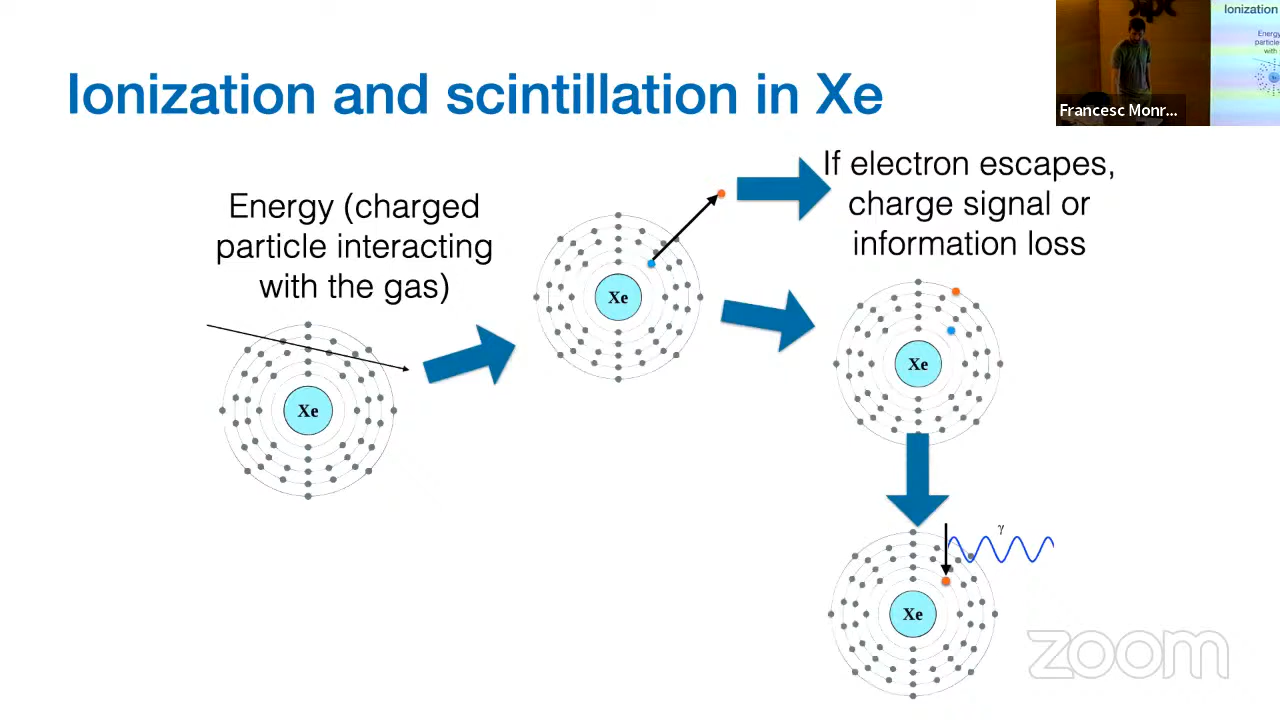 Ionization and scintillation in Xe
Energy (charged
particle interacting
with the gas)
Xe
Xe
If electron escapes,
charge signal or
information loss
Xe
γ
Xe
Francesc Monr...
Ionization
Energy
particle
with
zoom